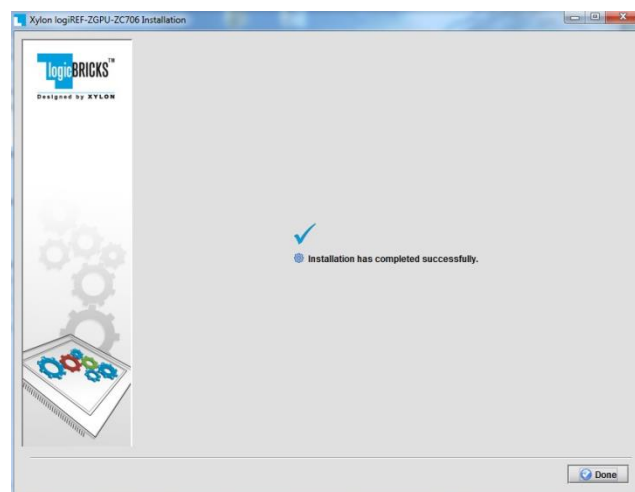 Xylon logiREF-ZGPU-ZC706 Installation
logicBRICKS™
Designed by XYLON
Installation has completed successfully.
Done